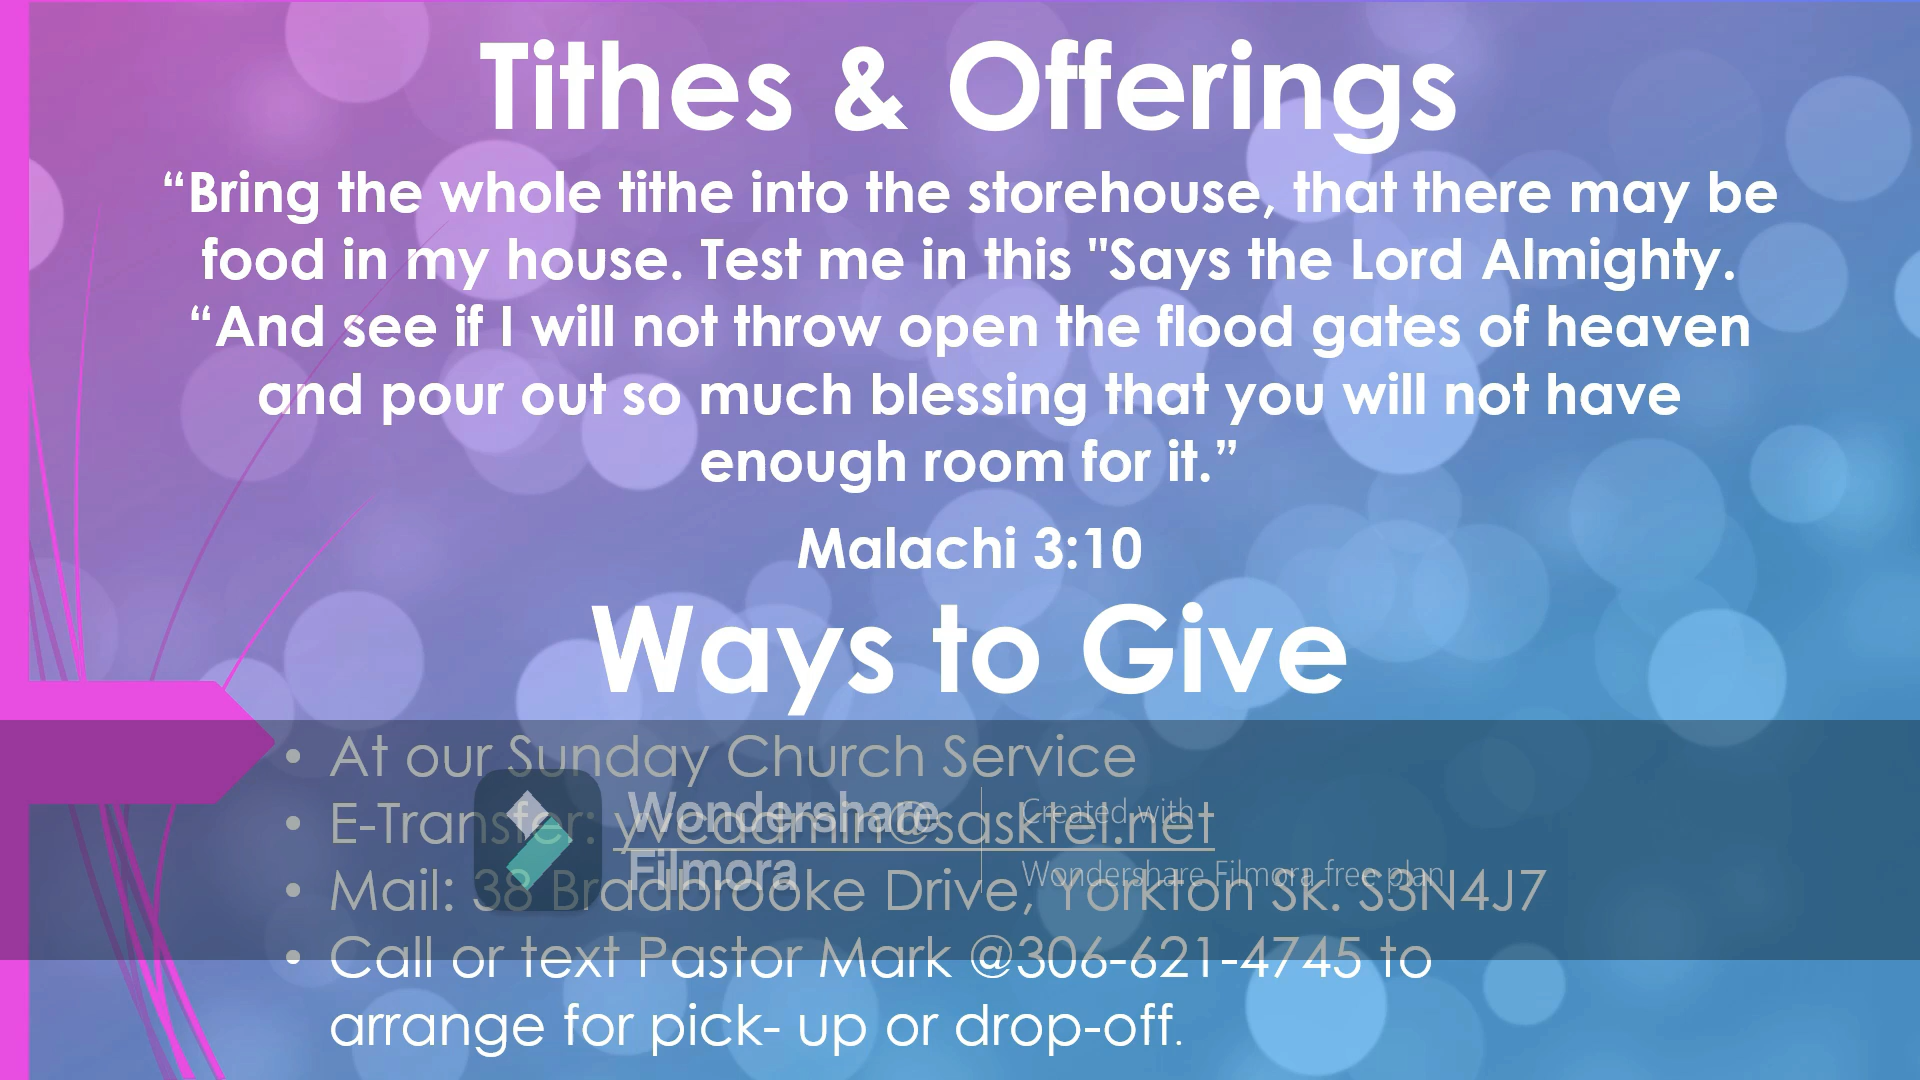 Tithes & Offerings
“Bring the whole tithe into the storehouse, that there may be
food in my house. Test me in this "Says the Lord Almighty.
“And see if I will not throw open the flood gates of heaven
and pour out so much blessing that you will not have
enough room for it.”
Malachi 3:10
Ways to Give
• At our Sunday Church Service
• E-Transfer: @sasktel.net
• Mail: 38 Bradbrooke Drive, Yorkton Sk. S3N4J7
• Call or text Pastor Mark @306-621-4745 to
arrange for pick- up or drop-off.
Wondershare
Filmora
Created with
Wondershare Filmora free plan